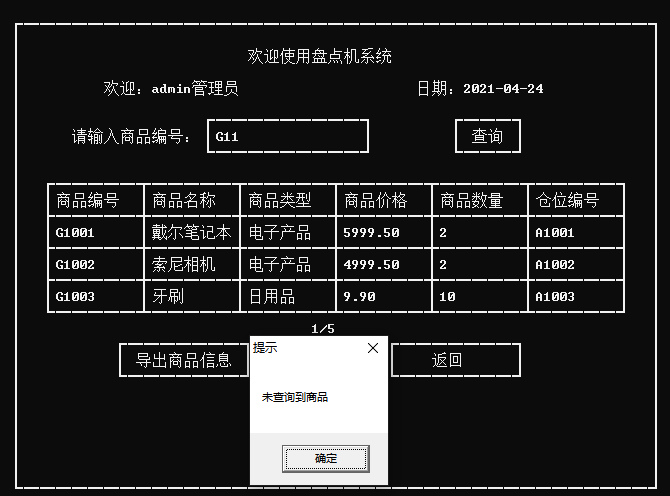 欢迎使用盘点机系统
欢迎：admin管理员 日期：2021-04-24
请输入商品编号： G11 查询
商品编号 商品名称 商品类型 商品价格 商品数量 仓位编号
G1001 戴尔笔记本 电子产品 5999.50 2 A1001
G1002 索尼相机 电子产品 4999.50 2 A1002
G1003 牙刷 日用品 9.90 10 A1003
1/5
导出商品信息 返回
提示
未查询到商品
确定